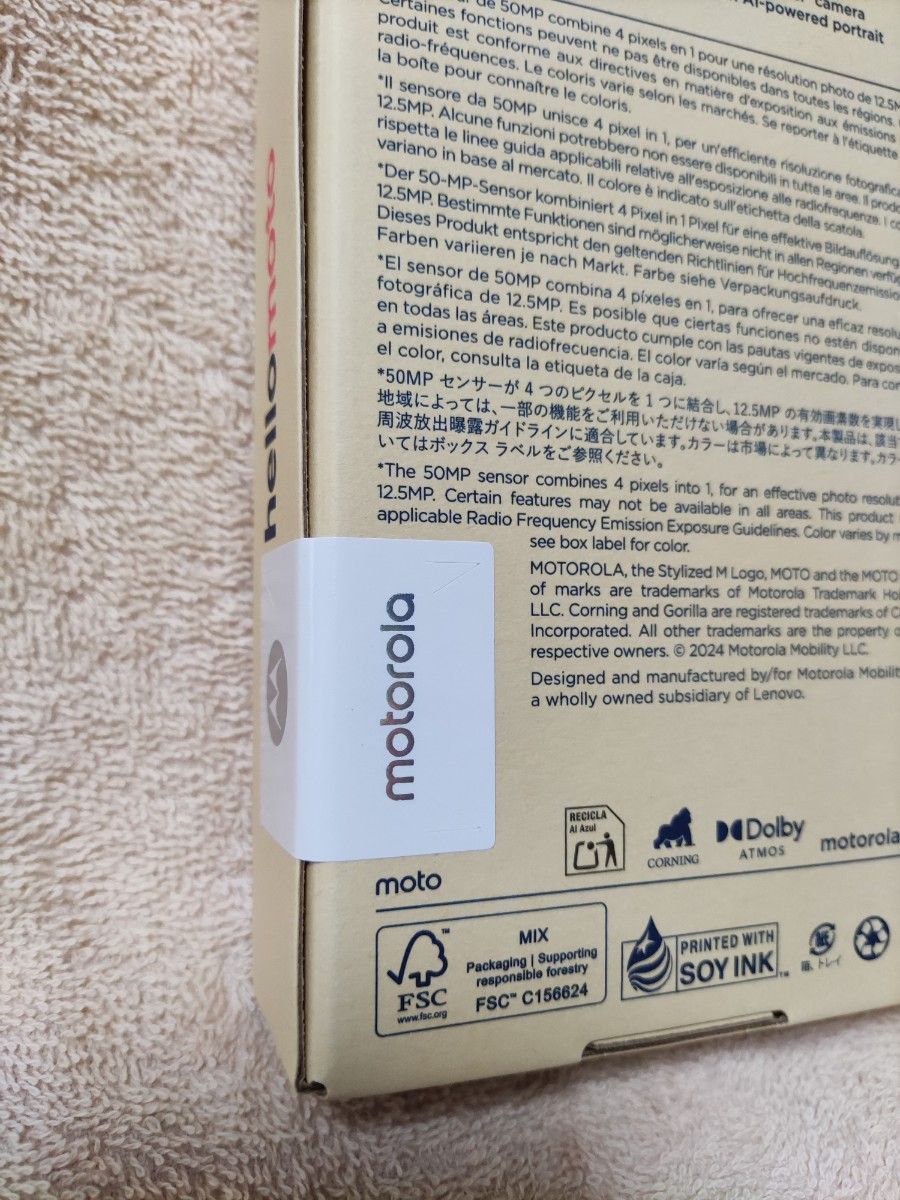 camera
AI-powered portrait
de 50MP combine 4 pixels en 1 pour une résolution photo de 12.5M
Certaines fonctions peuvent ne pas être disponibles dans toutes les régions.
produit est conforme aux directives en matière d'exposition aux émissions
radio-fréquences. Le coloris varie selon les marchés. Se reporter à l'étiquette
la boîte pour connaître le coloris.
*Il sensore da 50MP unisce 4 pixel in 1, per un'efficiente risoluzione fotografica
12.5MP. Alcune funzioni potrebbero non essere disponibili in tutte le aree. Il prodo
rispetta le linee guida applicabili relative all'esposizione alle radiofrequenze. I co
variano in base al mercato. Il colore è indicato sull'etichetta della scatola.
*Der 50-MP-Sensor kombiniert 4 Pixel in 1 Pixel für eine effektive Bildauflösung
12.5MP. Bestimmte Funktionen sind möglicherweise nicht in allen Regionen verfüg
Dieses Produkt entspricht den geltenden Richtlinien für Hochfrequenzemission
Farben variieren je nach Markt. Farbe siehe Verpackungsaufdruck.
*El sensor de 50MP combina 4 píxeles en 1, para ofrecer una eficaz resolu
fotográfica de 12.5MP. Es posible que ciertas funciones no estén dispon
en todas las áreas. Este producto cumple con las pautas vigentes de expos
a emisiones de radiofrecuencia. El color varía según el mercado. Para con
el color, consulta la etiqueta de la caja.
*50MP センサーが 4 つのピクセルを 1 つに結合し、12.5MP の有効画素数を実現し
地域によっては、一部の機能をご利用いただけない場合があります。本製品は、該当
周波放出曝露ガイドラインに適合しています。カラーは市場によって異なります。カラー
いてはボックス ラベルをご参照ください。
*The 50MP sensor combines 4 pixels into 1, for an effective photo resolut
12.5MP. Certain features may not be available in all areas. This product
applicable Radio Frequency Emission Exposure Guidelines. Color varies by m
see box label for color.
MOTOROLA, the Stylized M Logo, MOTO and the MOTO
of marks are trademarks of Motorola Trademark Hol
LLC. Corning and Gorilla are registered trademarks of C
Incorporated. All other trademarks are the property o
respective owners. © 2024 Motorola Mobility LLC.
Designed and manufactured by/for Motorola Mobilit
a wholly owned subsidiary of Lenovo.
hellomoto
motorola
RECICLA
Al Azul
CORNING
Dolby
ATMOS
motorola
moto
FSC™
www.fsc.org
MIX
Packaging | Supporting
responsible forestry
FSC™ C156624
PRINTED WITH
SOY INK™
紙
箱、トレイ